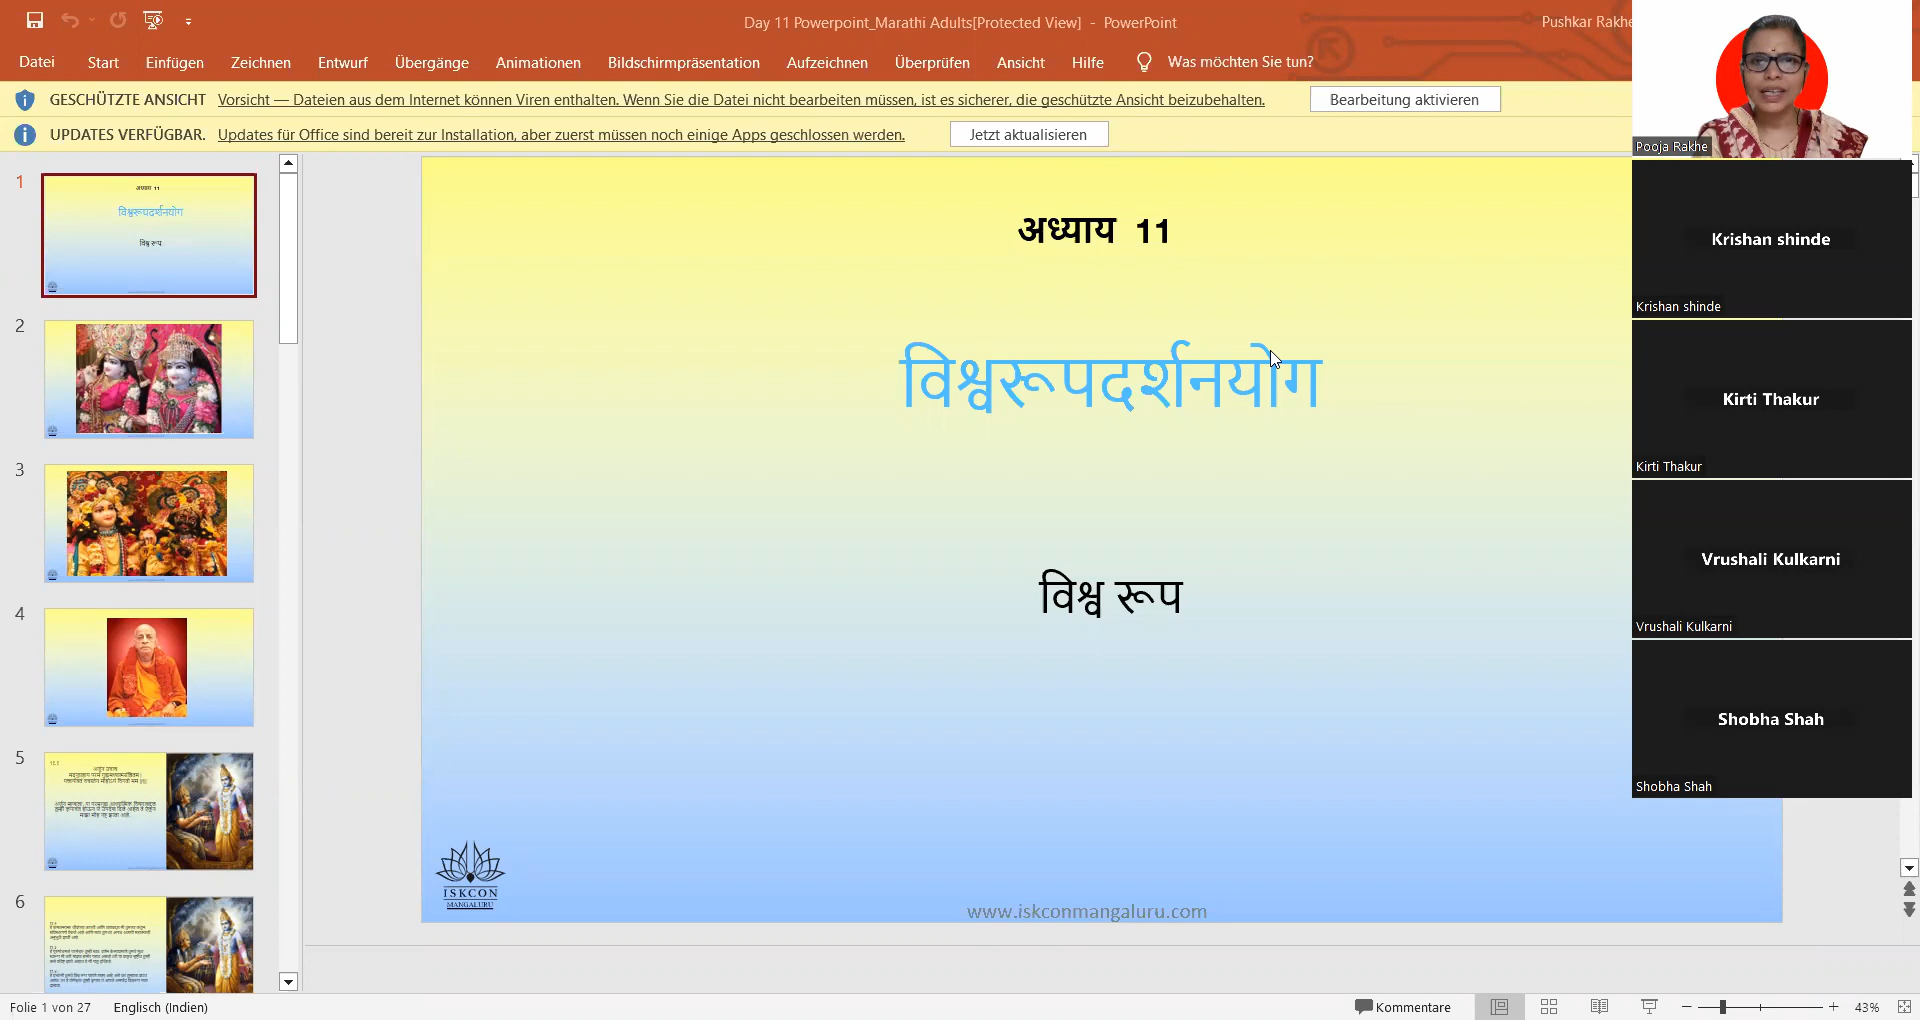 Day 11 Powerpoint_Marathi Adults[Protected View] - PowerPoint
Pushkar Rakhe
Datei Start Einfügen Zeichnen Entwurf Übergänge Animationen Bildschirmpräsentation Aufzeichnen Überprüfen Ansicht Hilfe Was möchten Sie tun?
GESCHÜTZTE ANSICHT Vorsicht — Dateien aus dem Internet können Viren enthalten. Wenn Sie die Datei nicht bearbeiten müssen, ist es sicherer, die geschützte Ansicht beizubehalten. Bearbeitung aktivieren
UPDATES VERFÜGBAR. Updates für Office sind bereit zur Installation, aber zuerst müssen noch einige Apps geschlossen werden. Jetzt aktualisieren
Pooja Rakhe
1
अध्याय 11
विश्वरूपदर्शनयोग
विश्व रूप
2
3
4
5
6
अध्याय 11
विश्वरूपदर्शनयोग
विश्व रूप
ISKCON
MANGALURU
www.iskconmangaluru.com
Krishan shinde
Krishan shinde
Kirti Thakur
Kirti Thakur
Vrushali Kulkarni
Vrushali Kulkarni
Shobha Shah
Shobha Shah
Folie 1 von 27 Englisch (Indien) Kommentare 43%